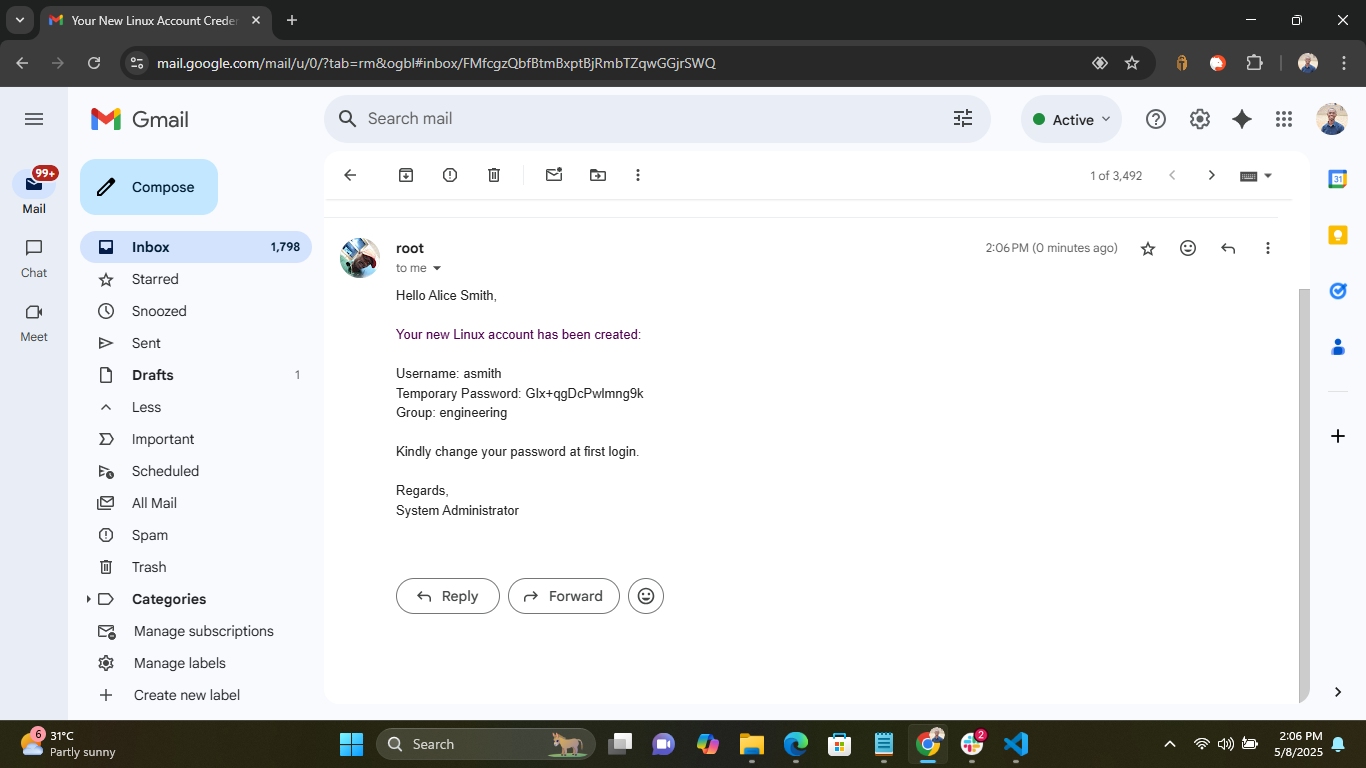 Your New Linux Account Creder
mail.google.com/mail/u/0/?tab=rm&ogbl#inbox/FMfcgzQbfBtmBxptBjRmbTZqwGGjrSWQ
Gmail
Search mail
Active
99+
Mail
Chat
Meet
Compose
Inbox 1,798
Starred
Snoozed
Sent
Drafts 1
Less
Important
Scheduled
All Mail
Spam
Trash
Categories
Manage subscriptions
Manage labels
Create new label
1 of 3,492
root
2:06 PM (0 minutes ago)
to me
Hello Alice Smith,
Your new Linux account has been created:
Username: asmith
Temporary Password: GIx+qgDcPwlmng9k
Group: engineering
Kindly change your password at first login.
Regards,
System Administrator
Reply
Forward
31
6
31°C
Partly sunny
Search
2
2:06 PM
5/8/2025